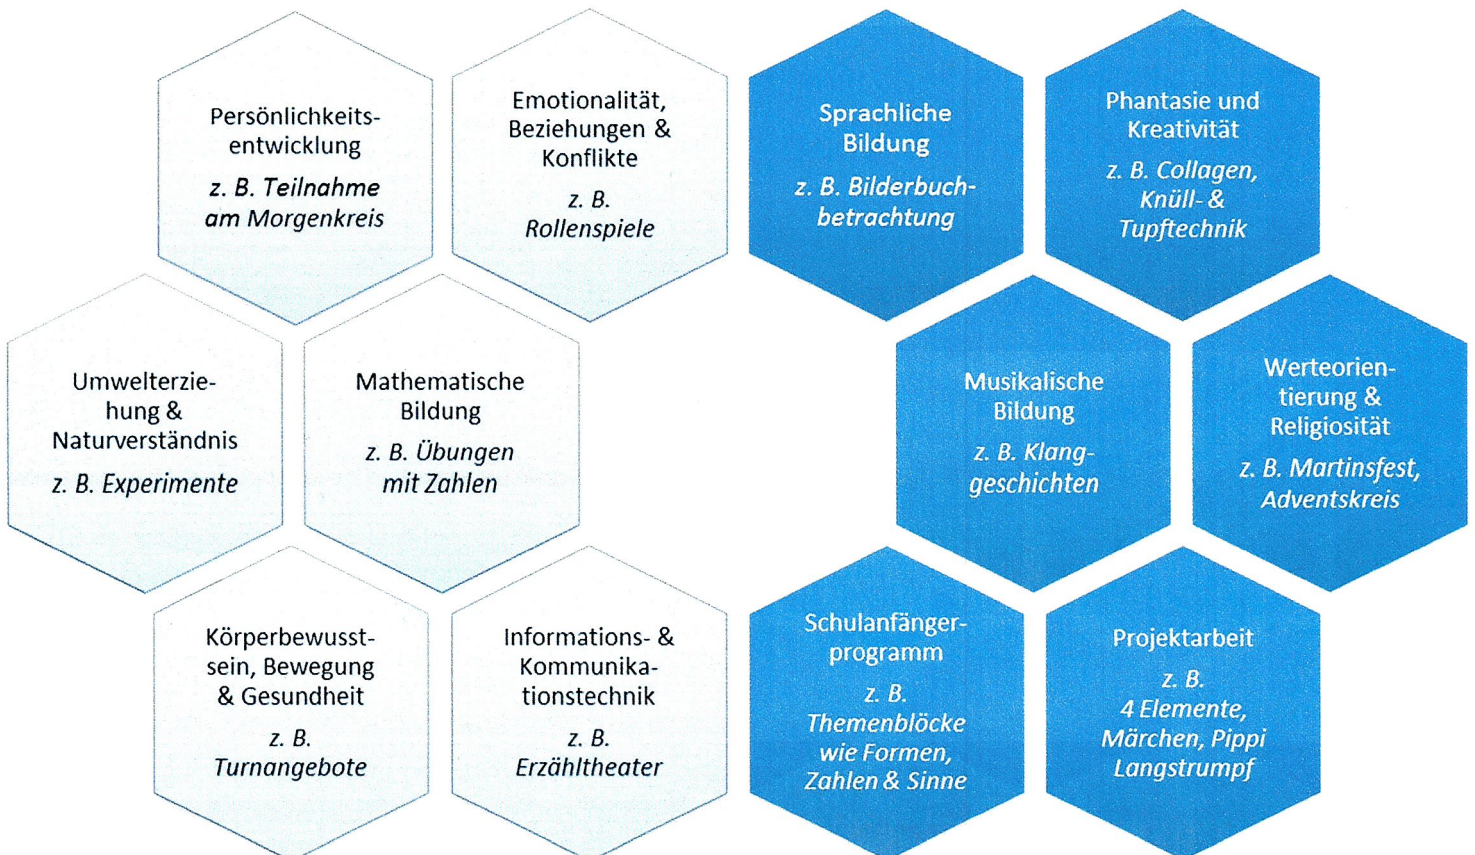 Persönlichkeits-
entwicklung
z. B. Teilnahme
am Morgenkreis
Emotionalität,
Beziehungen &
Konflikte
z. B.
Rollenspiele
Sprachliche
Bildung
z. B. Bilderbuch-
betrachtung
Phantasie und
Kreativität
z. B. Collagen,
Knüll- &
Tupftechnik
Umwelterzie-
hung &
Naturverständnis
z. B. Experimente
Mathematische
Bildung
z. B. Übungen
mit Zahlen
Musikalische
Bildung
z. B. Klang-
geschichten
Werteorien-
tierung &
Religiosität
z. B. Martinsfest,
Adventskreis
Körperbewusst-
sein, Bewegung
& Gesundheit
z. B.
Turnangebote
Informations- &
Kommunika-
tionstechnik
z. B.
Erzähltheater
Schulanfänger-
programm
z. B.
Themenblöcke
wie Formen,
Zahlen & Sinne
Projektarbeit
z. B.
4 Elemente,
Märchen, Pippi
Langstrumpf